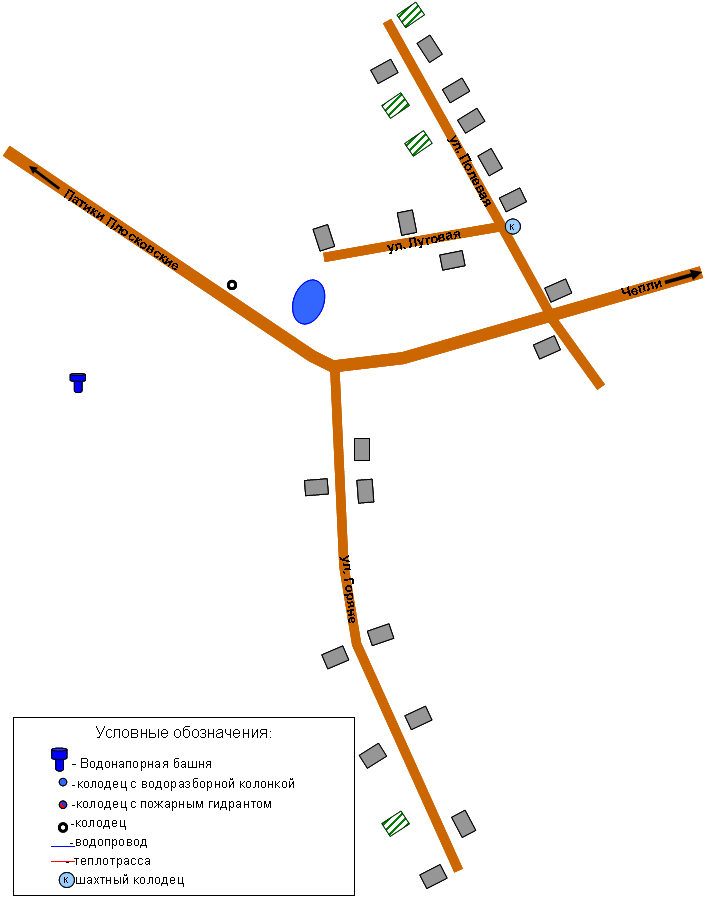 ул. Полевая
Патики Плосковские
ул. Луговая
К
Чепли
ул. Горяне
Условные обозначения:
- Водонапорная башня
-колодец с водоразборной колонкой
-колодец с пожарным гидрантом
-колодец
-водопровод
-теплотрасса
К шахтный колодец